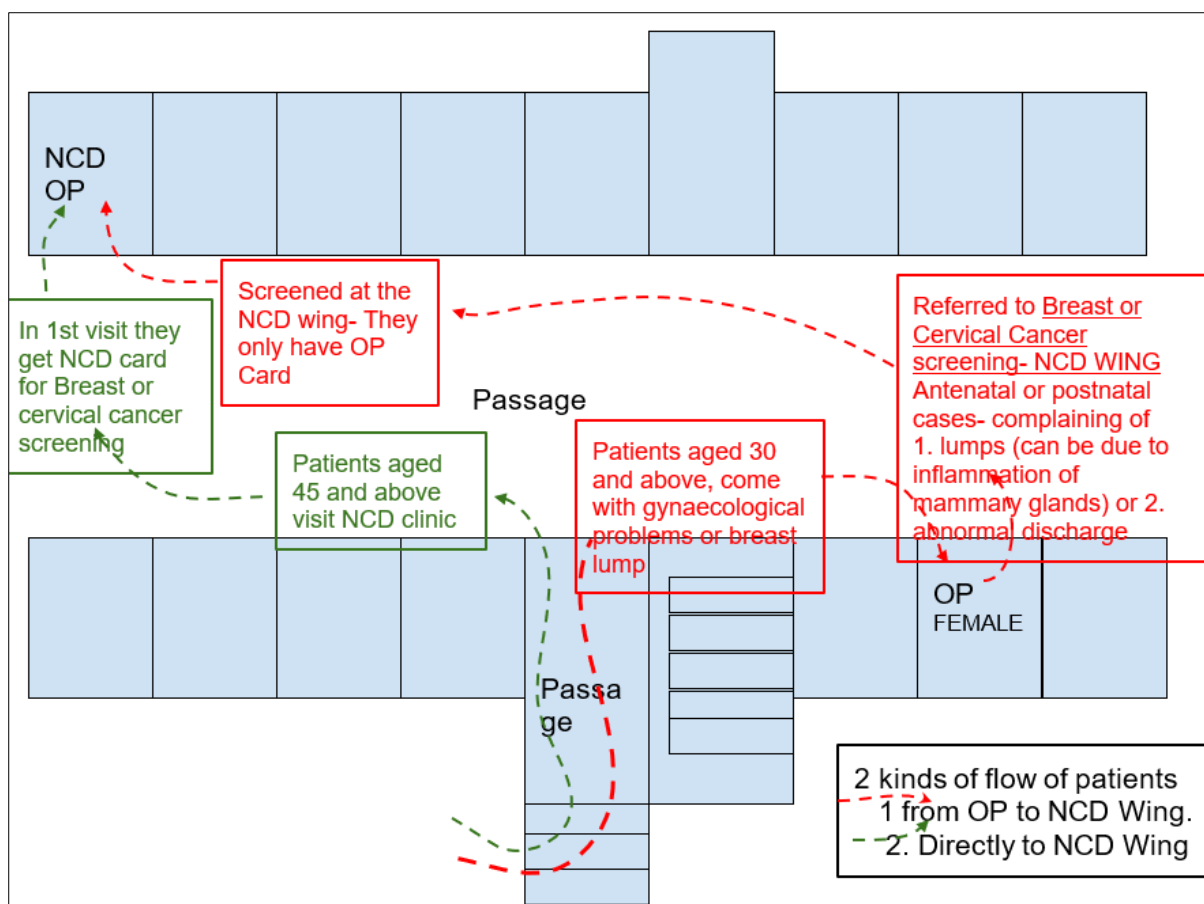 NCD
OP
Screened at the
NCD wing- They
only have OP
Card
Referred to Breast or
Cervical Cancer
screening- NCD WING
Antenatal or postnatal
cases- complaining of
1. lumps (can be due to
inflammation of
mammary glands) or 2.
abnormal discharge
In 1st visit they
get NCD card
for Breast or
cervical cancer
screening
Passage
Patients aged
45 and above
visit NCD clinic
Patients aged 30
and above, come
with gynaecological
problems or breast
lump
OP
FEMALE
Passa
ge
2 kinds of flow of patients
1 from OP to NCD Wing.
2. Directly to NCD Wing